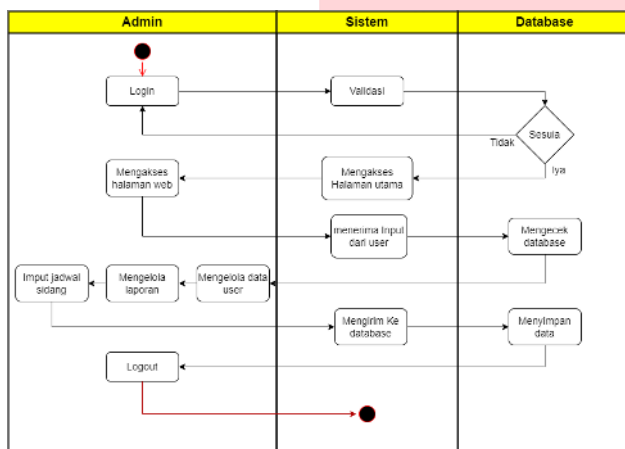 Admin
Sistem
Database
Login
Validasi
Sesuia
Tidak
Iya
Mengakses
halaman web
Mengakses
Halaman utama
menerima Input
dari user
Mengecek
database
Imput jadwal
sidang
Mengelola
laporan
Mengelola data
user
Mengirim Ke
database
Menyimpan
data
Logout